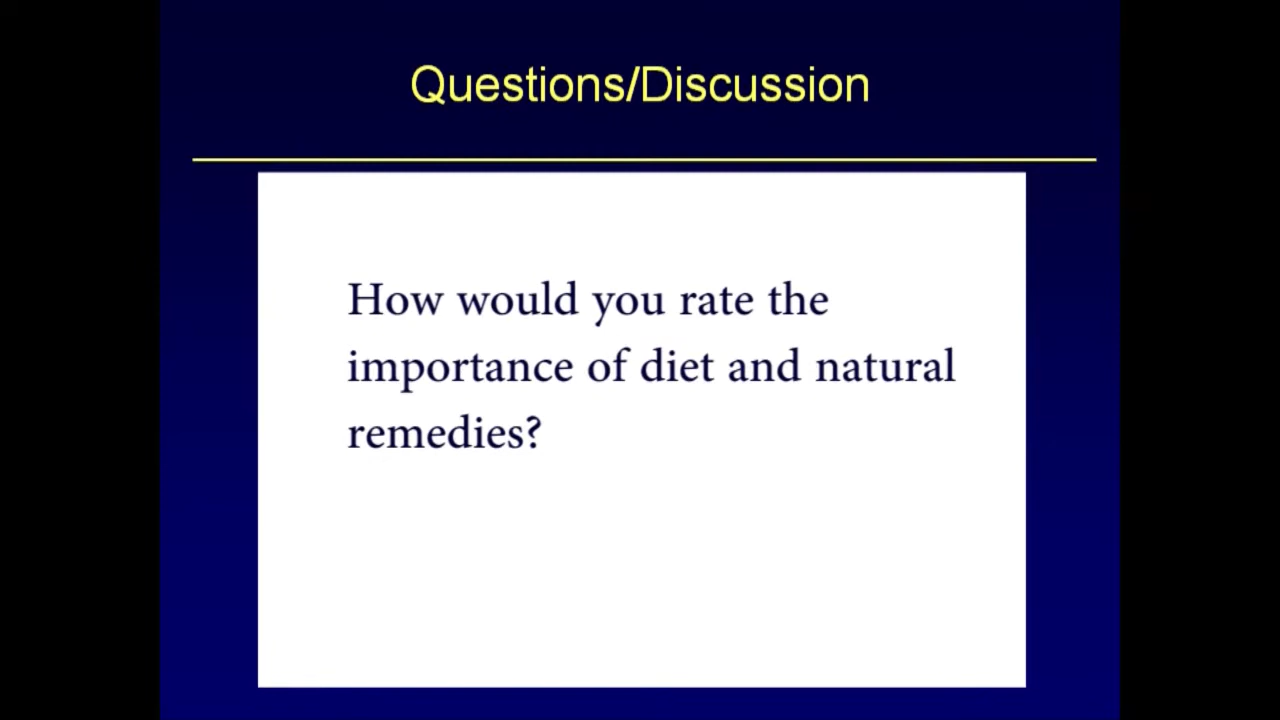 Questions/Discussion
How would you rate the
importance of diet and natural
remedies?